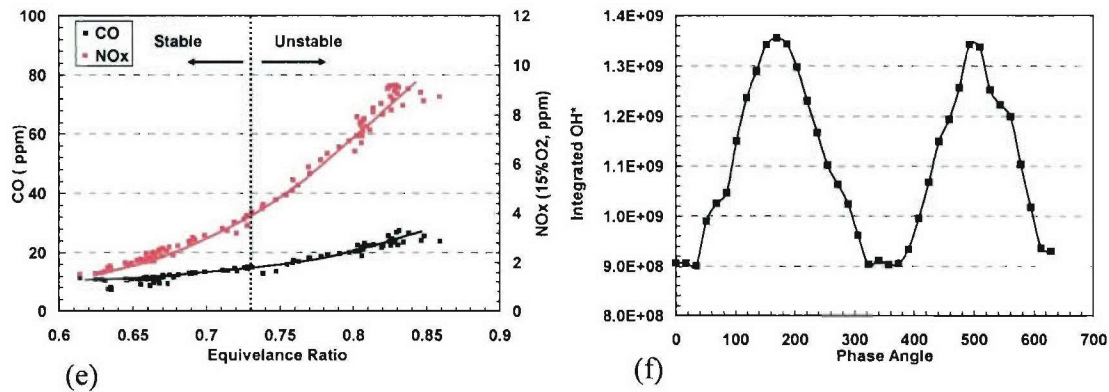 100
80
60
40
20
0
CO ( ppm)
CO
NOx
Stable
Unstable
12
10
8
6
4
2
0
NOx (15%O2, ppm)
0.6
0.65
0.7
0.75
0.8
0.85
0.9
Equivelance Ratio
(e)
1.4E+09
1.3E+09
1.2E+09
1.1E+09
1.0E+09
9.0E+08
8.0E+08
Integrated OH*
0
100
200
300
400
500
600
700
Phase Angle
(f)